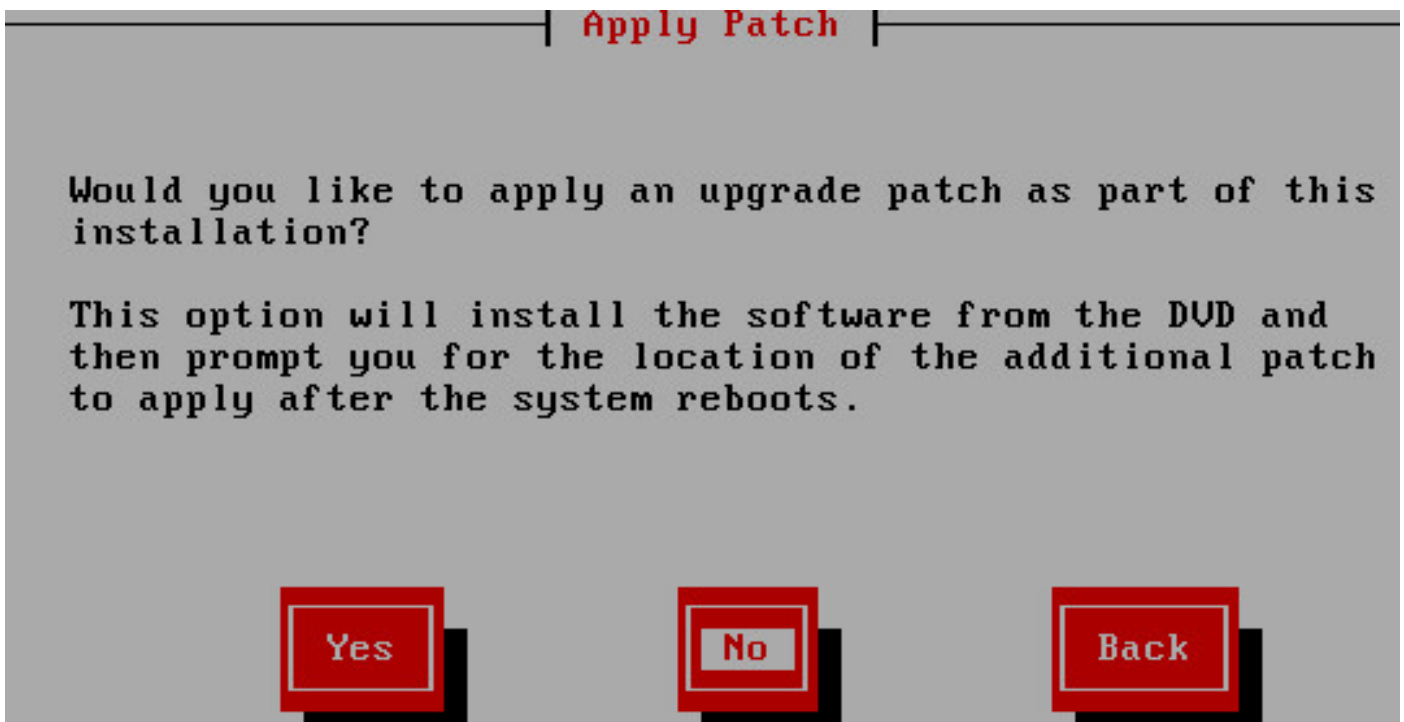 Apply Patch
Would you like to apply an upgrade patch as part of this
installation?
This option will install the software from the DVD and
then prompt you for the location of the additional patch
to apply after the system reboots.
Yes No Back